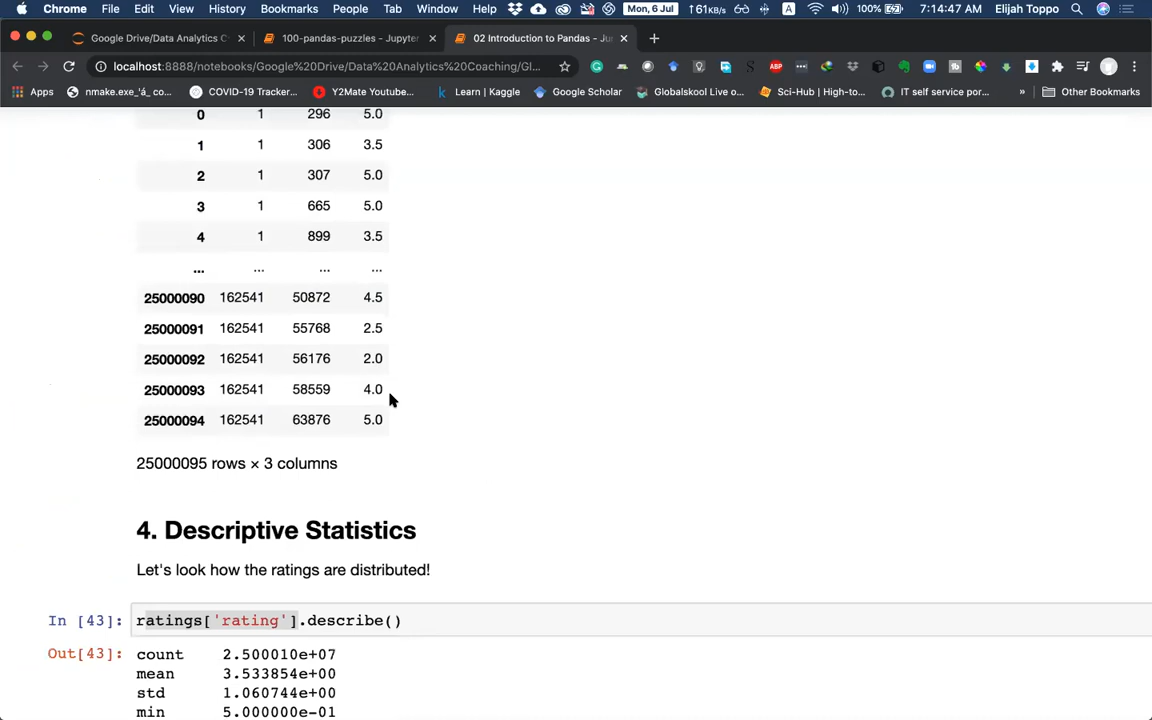 Chrome File Edit View History Bookmarks People Tab Window Help 61KB/s A 100% Mon, 6 Jul 7:14:47 AM Elijah Toppo
Google Drive/Data Analytics C × 100-pandas-puzzles - Jupyter × 02 Introduction to Pandas - Ju × +
localhost:8888/notebooks/Google%20Drive/Data%20Analytics%20Coaching/Gl...
Apps nmake.exe_'á_ co... COVID-19 Tracker... Y2Mate Youtube... Learn | Kaggle Google Scholar Globalskool Live o... Sci-Hub | High-to... IT self service por... » Other Bookmarks
0 1 296 5.0
1 1 306 3.5
2 1 307 5.0
3 1 665 5.0
4 1 899 3.5
... ... ... ...
25000090 162541 50872 4.5
25000091 162541 55768 2.5
25000092 162541 56176 2.0
25000093 162541 58559 4.0
25000094 162541 63876 5.0
25000095 rows × 3 columns
4. Descriptive Statistics
Let's look how the ratings are distributed!
In [43]: ratings['rating'].describe()
Out[43]: count 2.500010e+07
mean 3.533854e+00
std 1.060744e+00
min 5.000000e-01